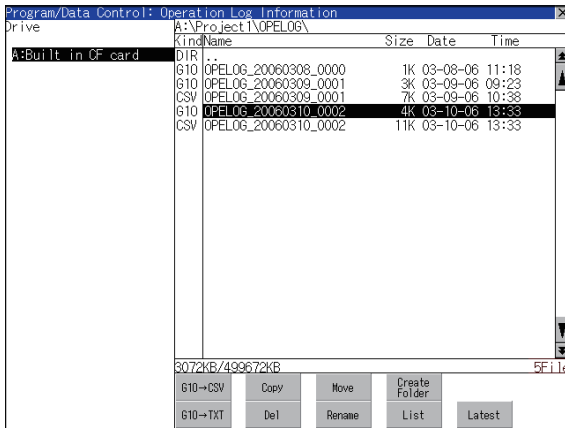 Program/Data Control: Operation Log Information
Drive
A:\Project1\OPELOG\
Kind Name Size Date Time
A:Built in CF card
DIR ..
G10 OPELOG_20060308_0000 1K 03-08-06 11:18
G10 OPELOG_20060309_0001 3K 03-09-06 09:23
CSV OPELOG_20060309_0001 7K 03-09-06 10:38
G10 OPELOG_20060310_0002 4K 03-10-06 13:33
CSV OPELOG_20060310_0002 11K 03-10-06 13:33
3072KB/499672KB 5File
G10→CSV Copy Move Create Folder
G10→TXT Del Rename List Latest